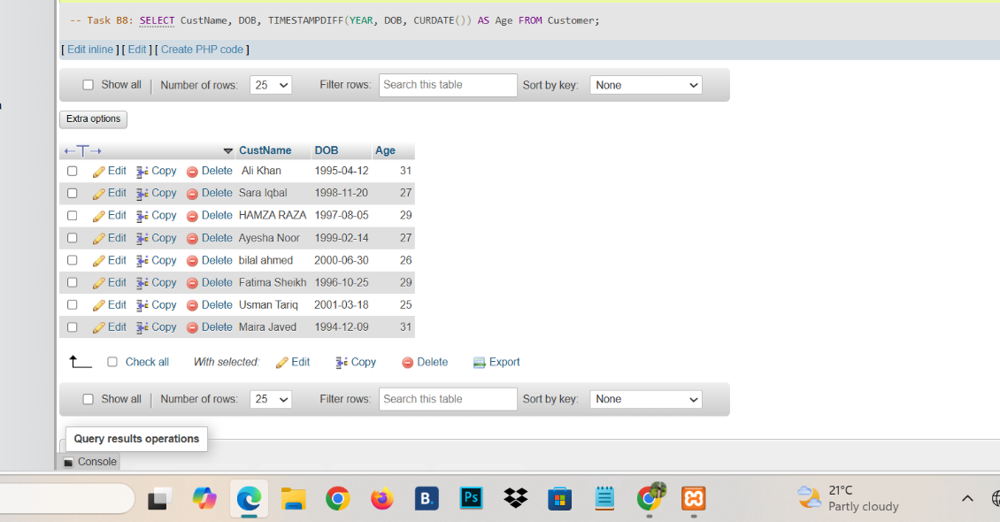 -- Task B8: SELECT CustName, DOB, TIMESTAMPDIFF(YEAR, DOB, CURDATE()) AS Age FROM Customer;
[ Edit inline ] [ Edit ] [ Create PHP code ]
Show all | Number of rows: 25 Filter rows: Search this table Sort by key: None
Extra options
←T→ CustName DOB Age
Edit Copy Delete Ali Khan 1995-04-12 31
Edit Copy Delete Sara Iqbal 1998-11-20 27
Edit Copy Delete HAMZA RAZA 1997-08-05 29
Edit Copy Delete Ayesha Noor 1999-02-14 27
Edit Copy Delete bilal ahmed 2000-06-30 26
Edit Copy Delete Fatima Sheikh 1996-10-25 29
Edit Copy Delete Usman Tariq 2001-03-18 25
Edit Copy Delete Maira Javed 1994-12-09 31
Check all With selected: Edit Copy Delete Export
Show all | Number of rows: 25 Filter rows: Search this table Sort by key: None
Query results operations
Console
B. Ps 21°C
Partly cloudy